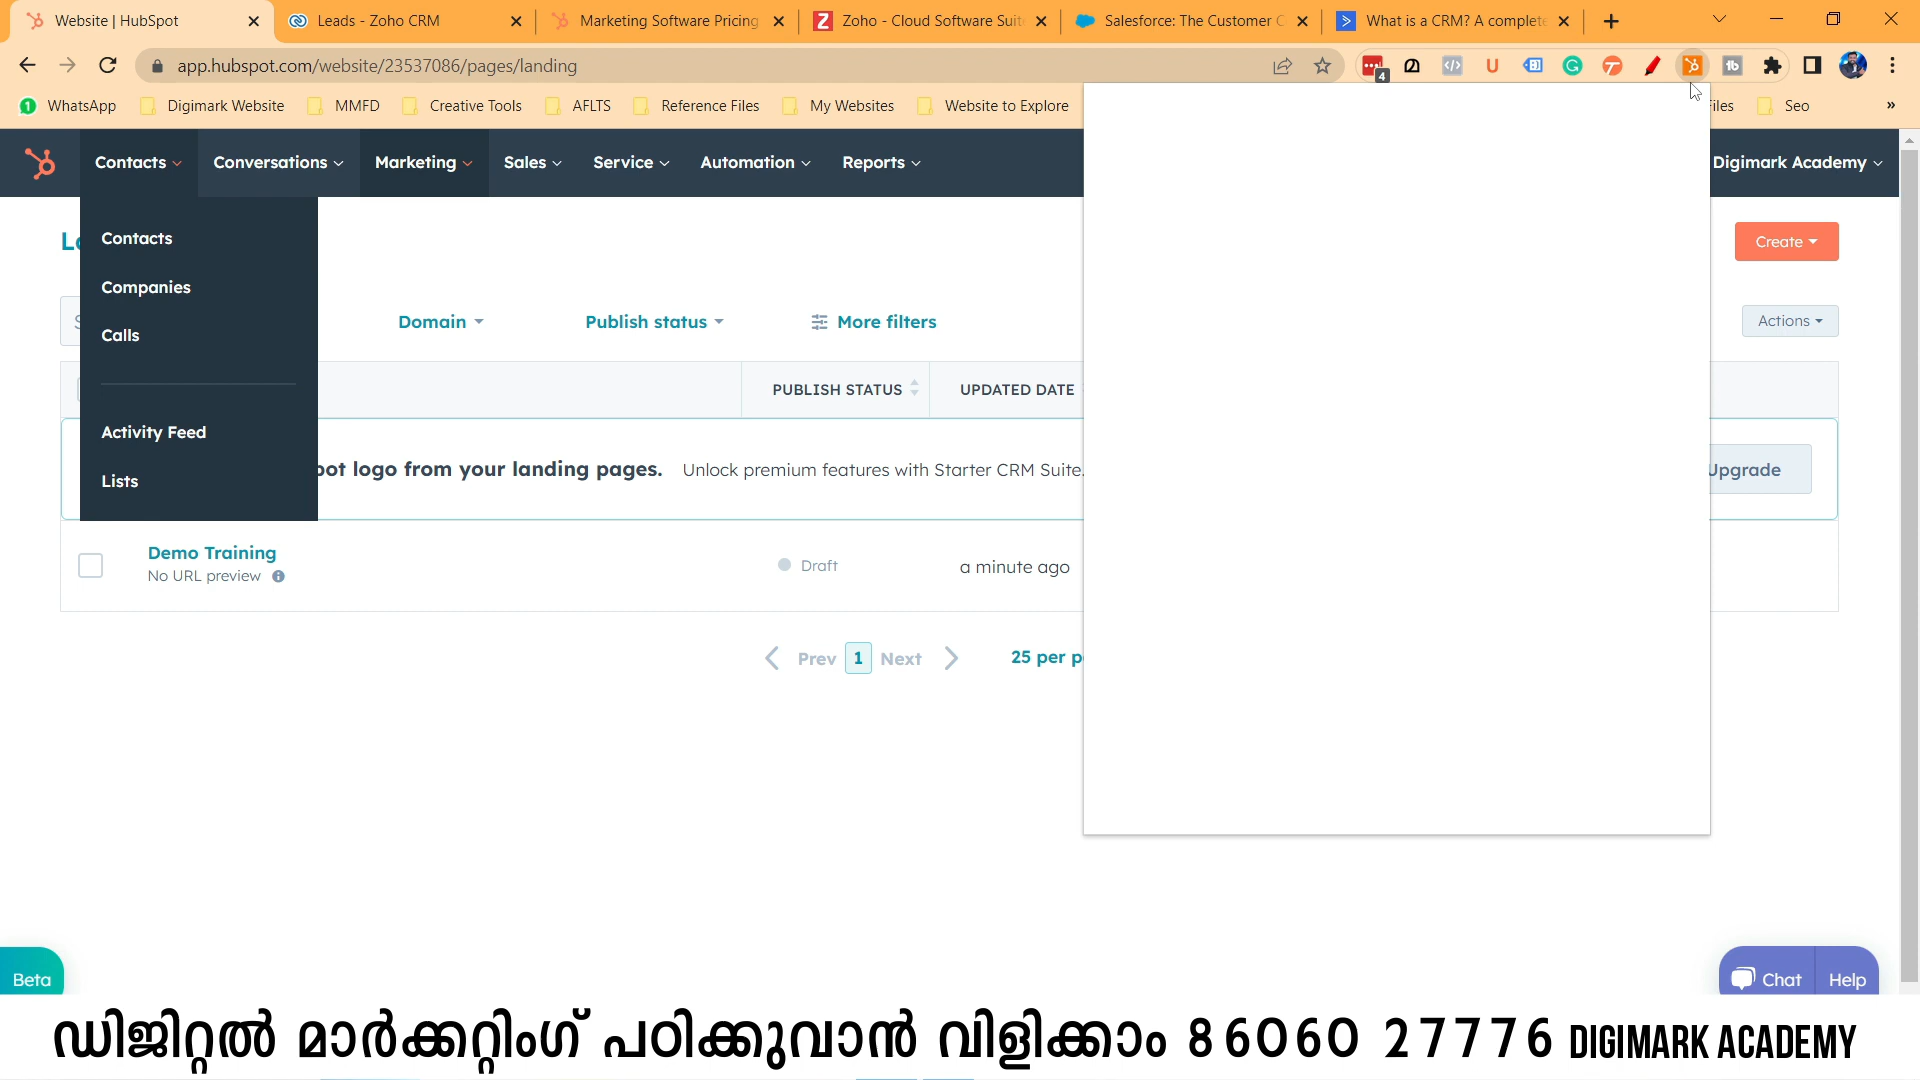 Website | HubSpot
Leads - Zoho CRM
Marketing Software Pricing
Zoho - Cloud Software Suit
Salesforce: The Customer C
What is a CRM? A complete
app.hubspot.com/website/23537086/pages/landing
4
WhatsApp
Digimark Website
MMFD
Creative Tools
AFLTS
Reference Files
My Websites
Website to Explore
Files
Seo
»
Contacts
Conversations
Marketing
Sales
Service
Automation
Reports
Digimark Academy
Contacts
Create
Companies
Domain
Publish status
More filters
Actions
Calls
PUBLISH STATUS
UPDATED DATE
Activity Feed
pot logo from your landing pages.
Unlock premium features with Starter CRM Suite.
Upgrade
Lists
Demo Training
No URL preview
Draft
a minute ago
Prev
1
Next
25 per p
Beta
Chat
Help
ഡിജിറ്റൽ മാർക്കറ്റിംഗ് പഠിക്കുവാൻ വിളിക്കാം 86060 27776 DIGIMARK ACADEMY